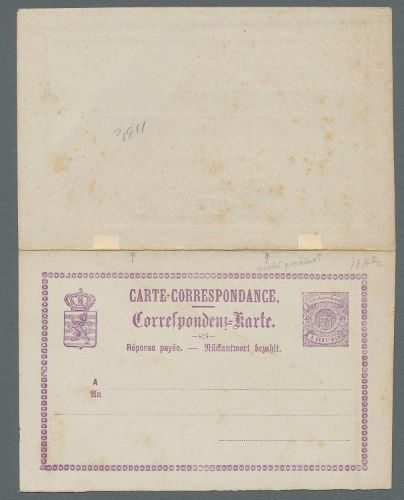 CARTE-CORRESPONDANCE,
Correspondenz-Karte.
Réponse payée. — Rückantwort bezahlt.
A
An